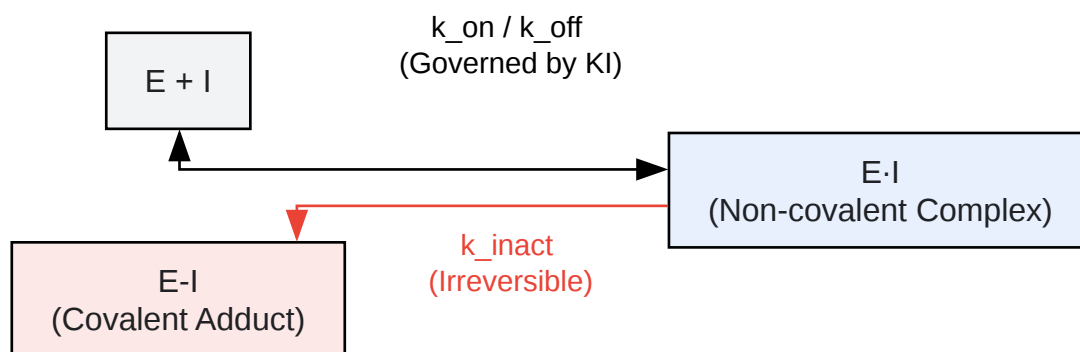 k_on / k_off
(Governed by KI)
E + I
E·I
(Non-covalent Complex)
k_inact
(Irreversible)
E-I
(Covalent Adduct)